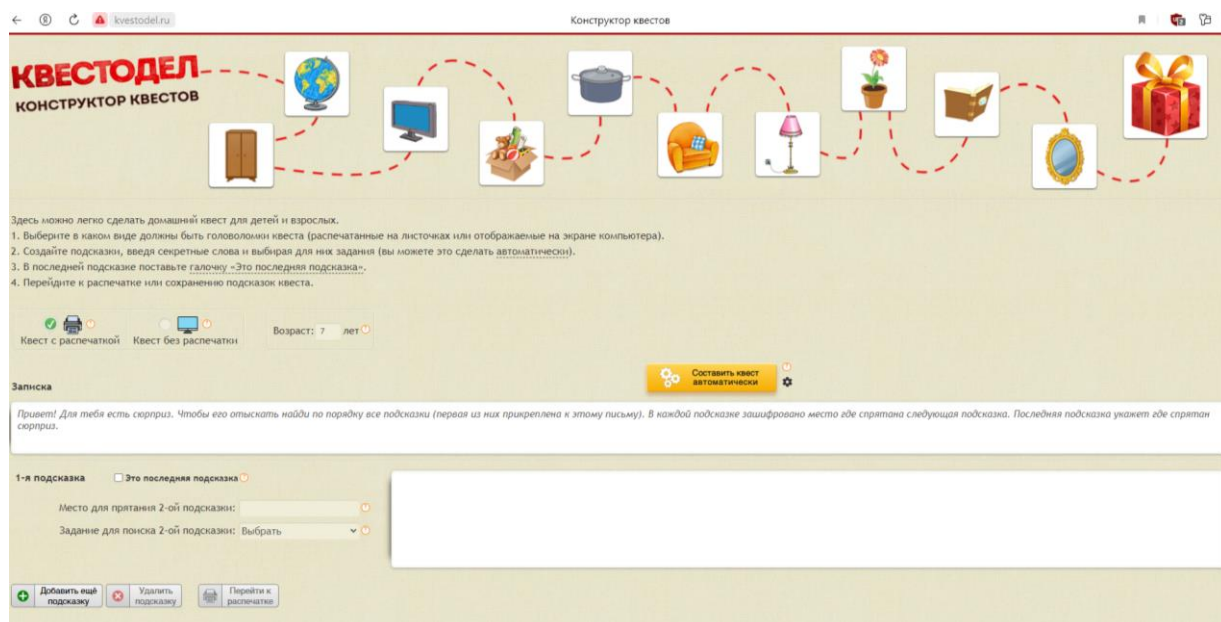 kvestodel.ru
Конструктор квестов
КВЕСТОДЕЛ
КОНСТРУКТОР КВЕСТОВ
Здесь можно легко сделать домашний квест для детей и взрослых.
1. Выберите в каком виде должны быть головоломки квеста (распечатанные на листочках или отображаемые на экране компьютера).
2. Создайте подсказки, введя секретные слова и выбирая для них задания (вы можете это сделать автоматически).
3. В последней подсказке поставьте галочку «Это последняя подсказка».
4. Перейдите к распечатке или сохранению подсказок квеста.
Квест с распечаткой Квест без распечатки Возраст: 7 лет
Составить квест
автоматически
Записка
Привет! Для тебя есть сюрприз. Чтобы его отыскать найди по порядку все подсказки (первая из них прикреплена к этому письму). В каждой подсказке зашифровано место где спрятана следующая подсказка. Последняя подсказка укажет где спрятан
сюрприз.
1-я подсказка Это последняя подсказка
Место для прятания 2-ой подсказки:
Задание для поиска 2-ой подсказки: Выбрать
Добавить ещё
подсказку
Удалить
подсказку
Перейти к
распечатке